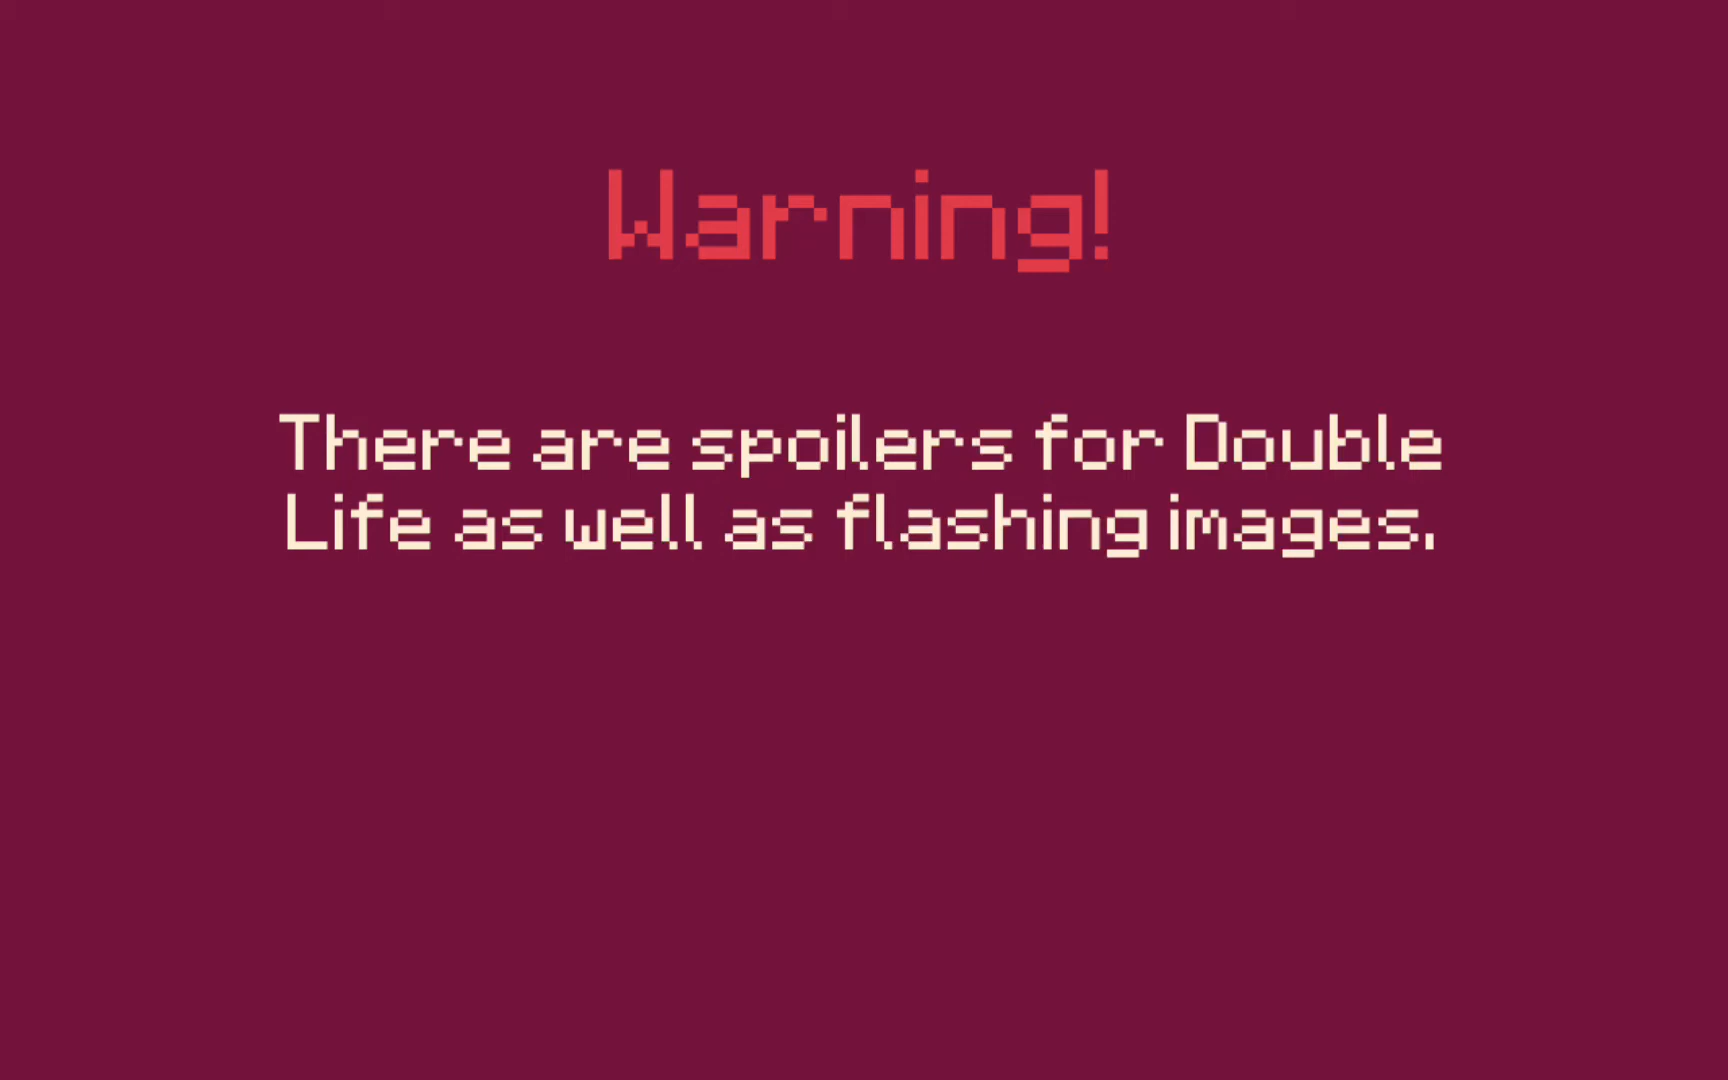 Warning!
There are spoilers for Double
Life as well as flashing images.